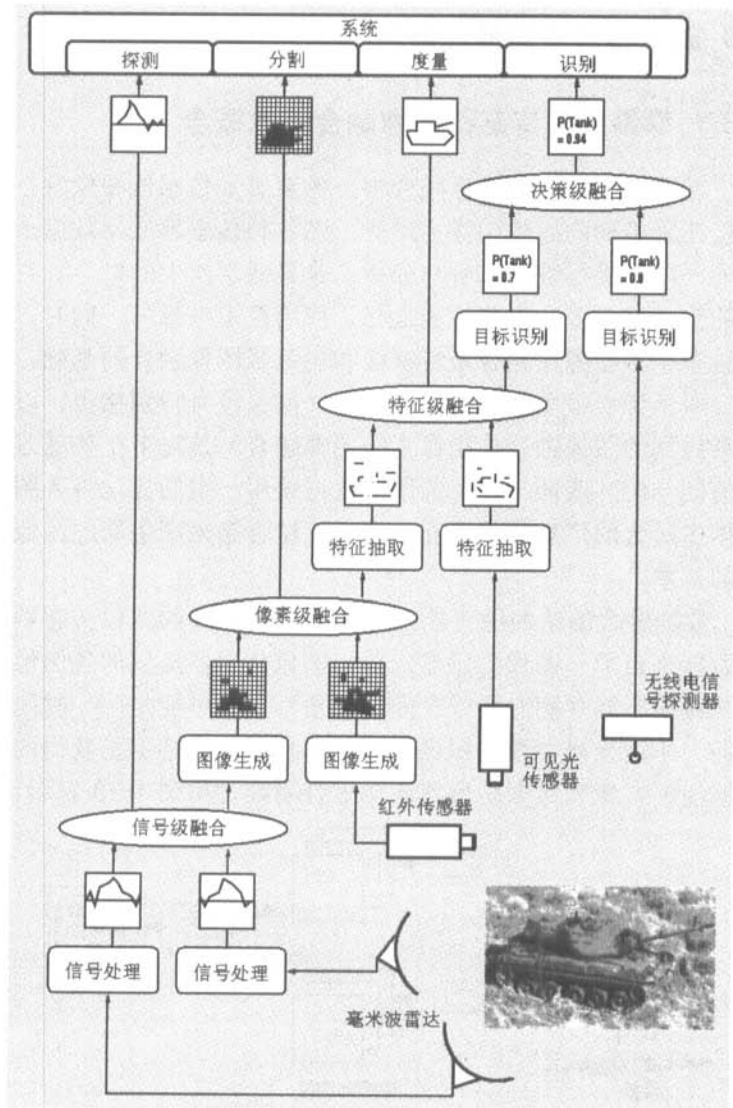 系统
探测
分割
度量
识别
P(Tank)
= 0.94
决策级融合
P(Tank)
= 0.7
P(Tank)
= 0.8
目标识别
目标识别
特征级融合
特征抽取
特征抽取
像素级融合
无线电信
号探测器
图像生成
图像生成
可见光
传感器
红外传感器
信号级融合
信号处理
信号处理
毫米波雷达